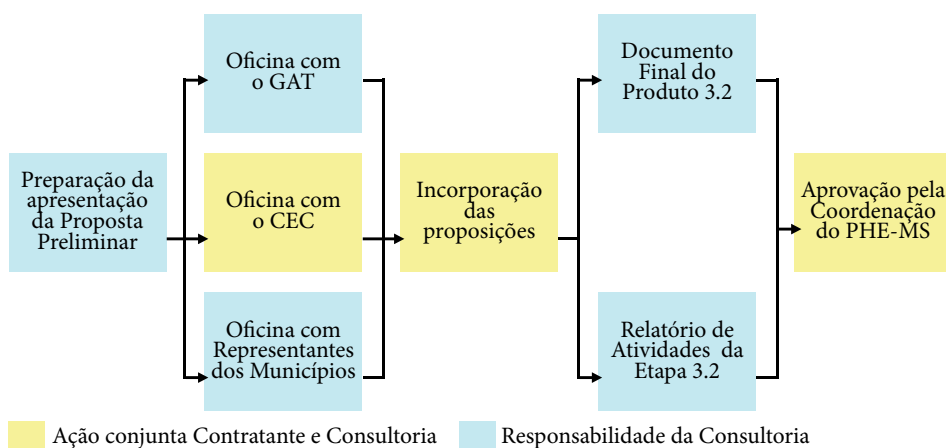 Preparação da
apresentação
da Proposta
Preliminar
Oficina com
o GAT
Oficina com
o CEC
Oficina com
Representantes
dos Municípios
Incorporação
das
proposições
Documento
Final do
Produto 3.2
Relatório de
Atividades da
Etapa 3.2
Aprovação pela
Coordenação
do PHE-MS
Ação conjunta Contratante e Consultoria
Responsabilidade da Consultoria